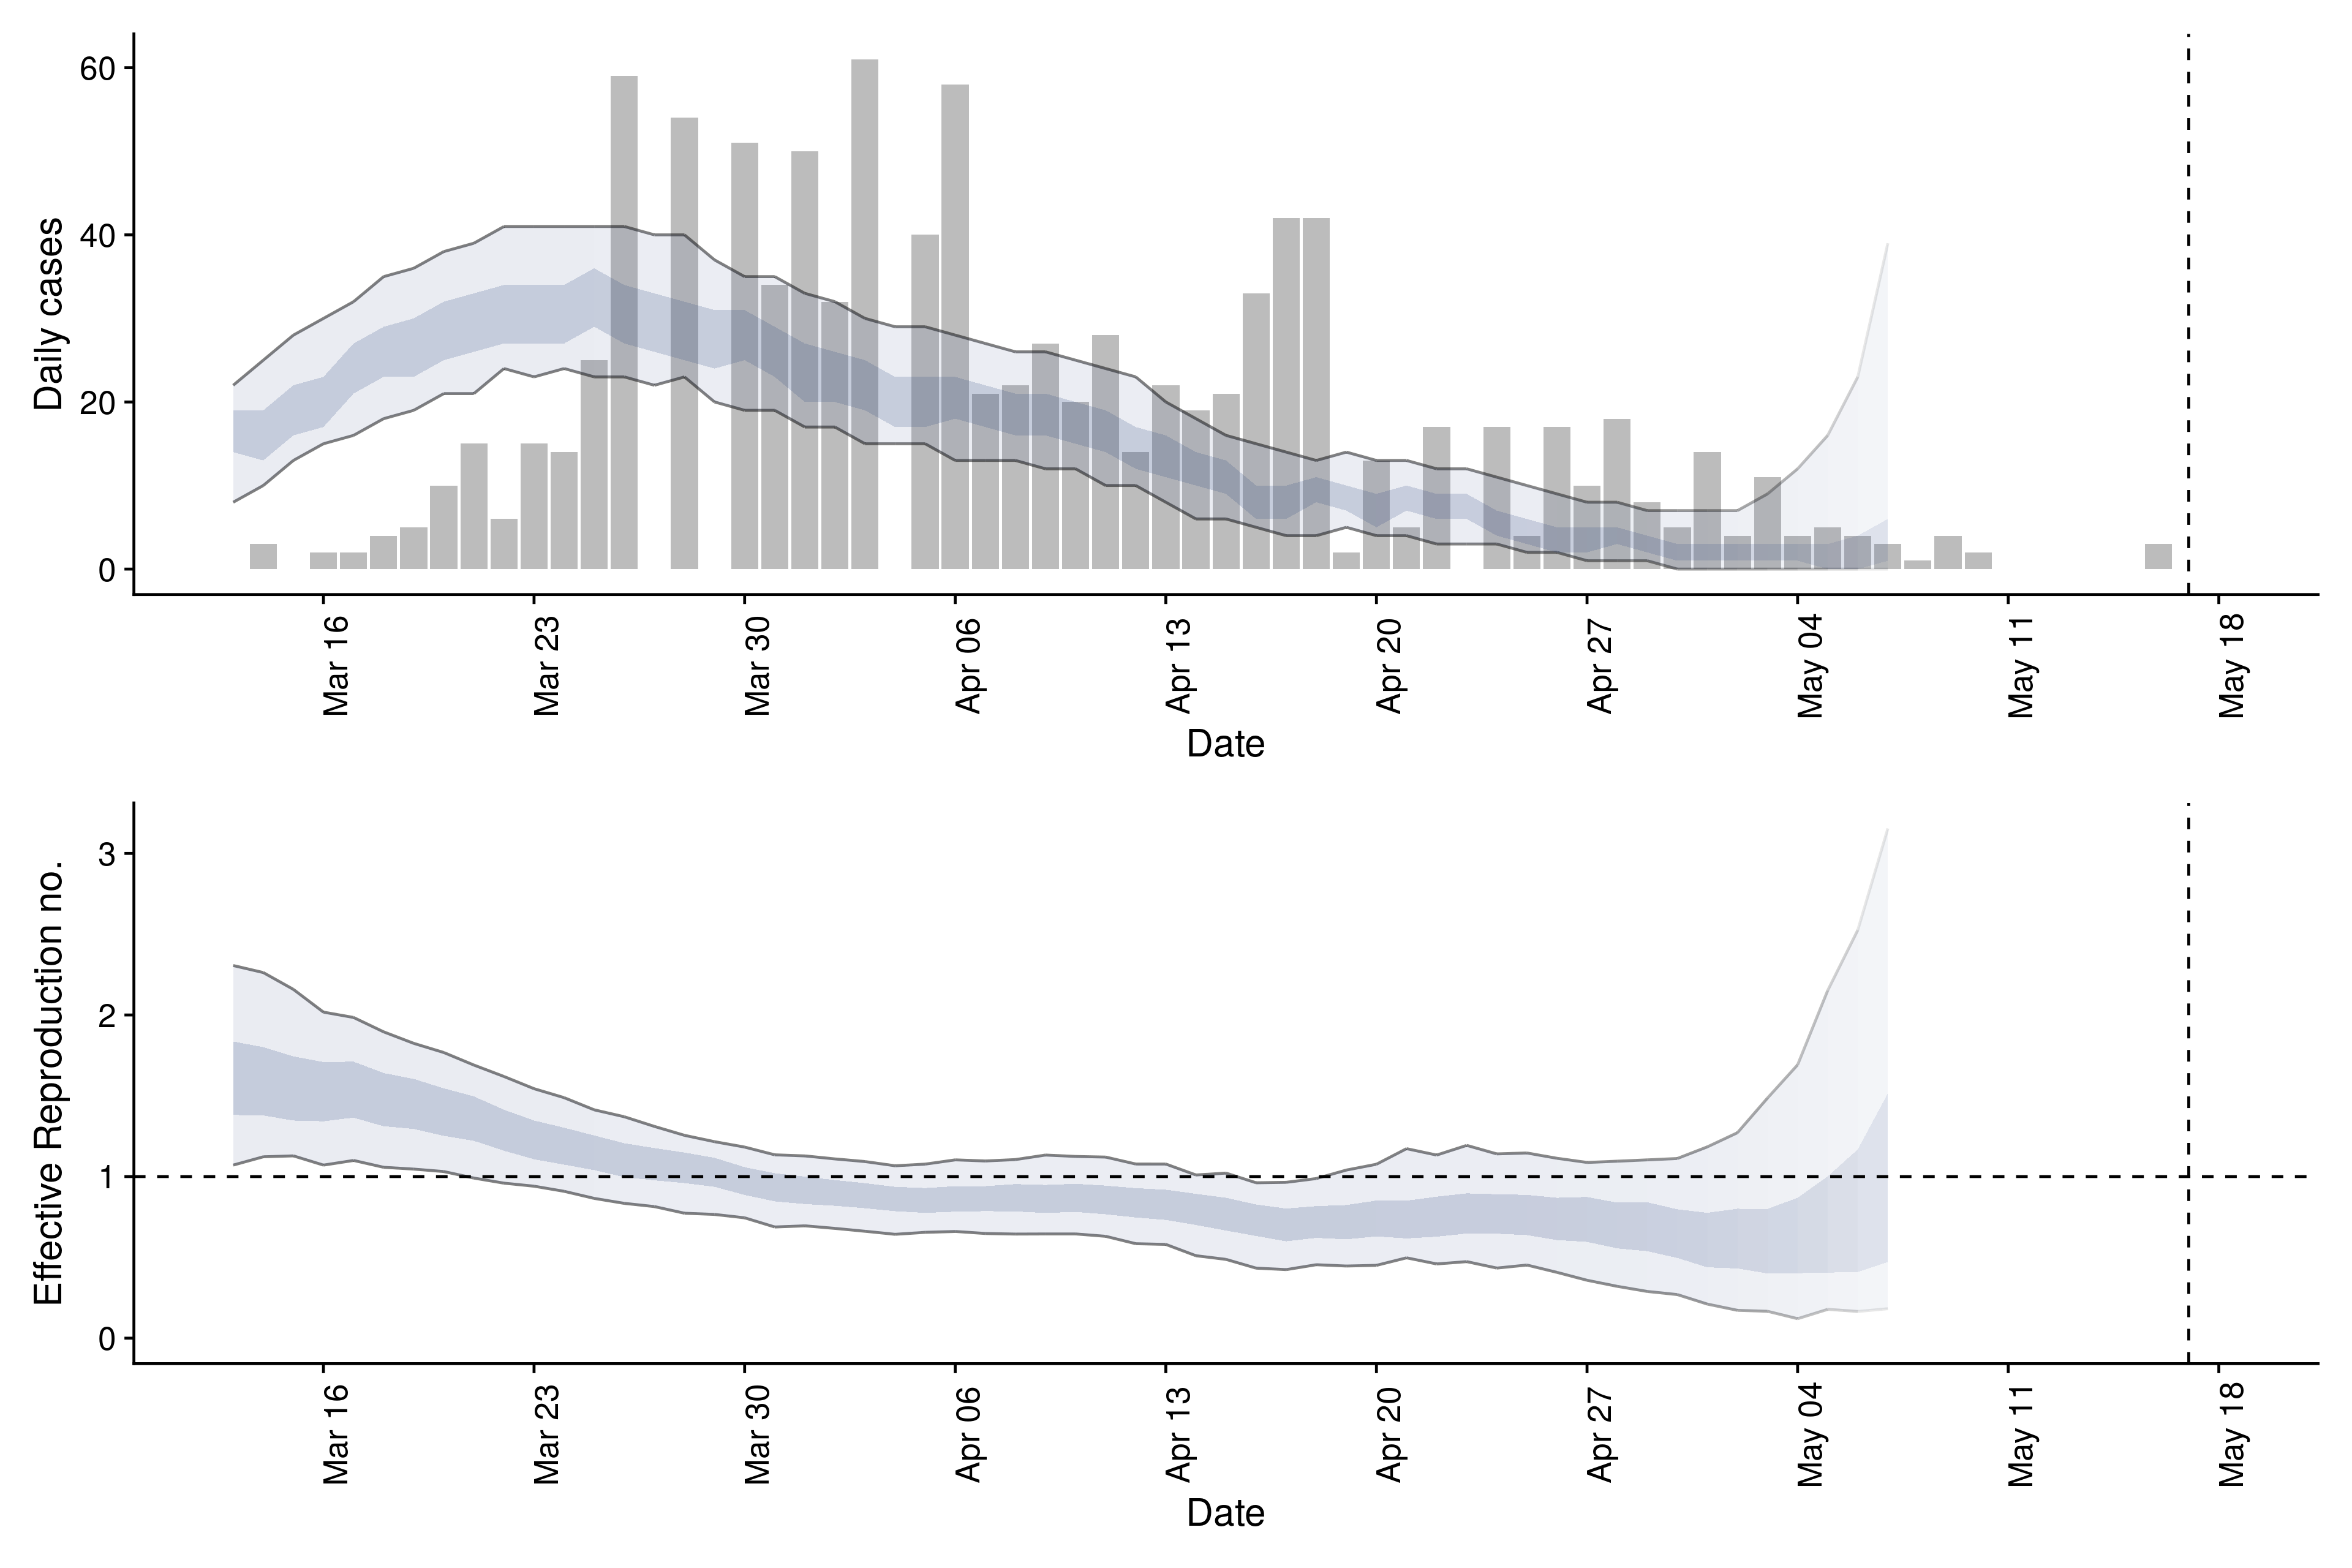 Daily cases
60
40
20
0
Mar 16
Mar 23
Mar 30
Apr 06
Apr 13
Apr 20
Apr 27
May 04
May 11
May 18
Date
Effective Reproduction no.
3
2
1
0
Mar 16
Mar 23
Mar 30
Apr 06
Apr 13
Apr 20
Apr 27
May 04
May 11
May 18
Date